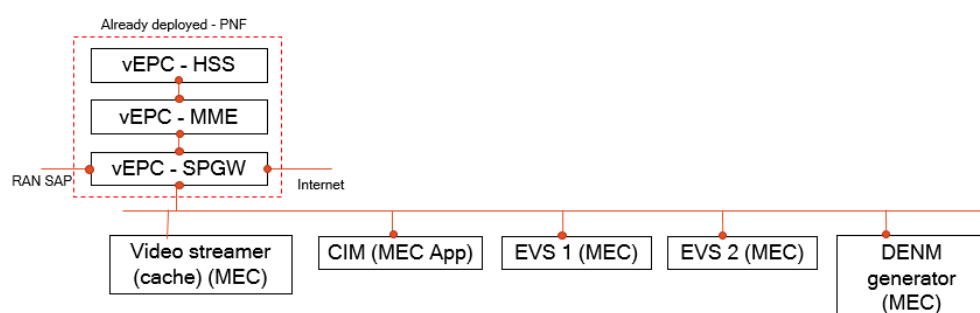 Already deployed - PNF
vEPC - HSS
vEPC - MME
vEPC - SPGW
RAN SAP
Internet
Video streamer
(cache) (MEC)
CIM (MEC App)
EVS 1 (MEC)
EVS 2 (MEC)
DENM
generator
(MEC)